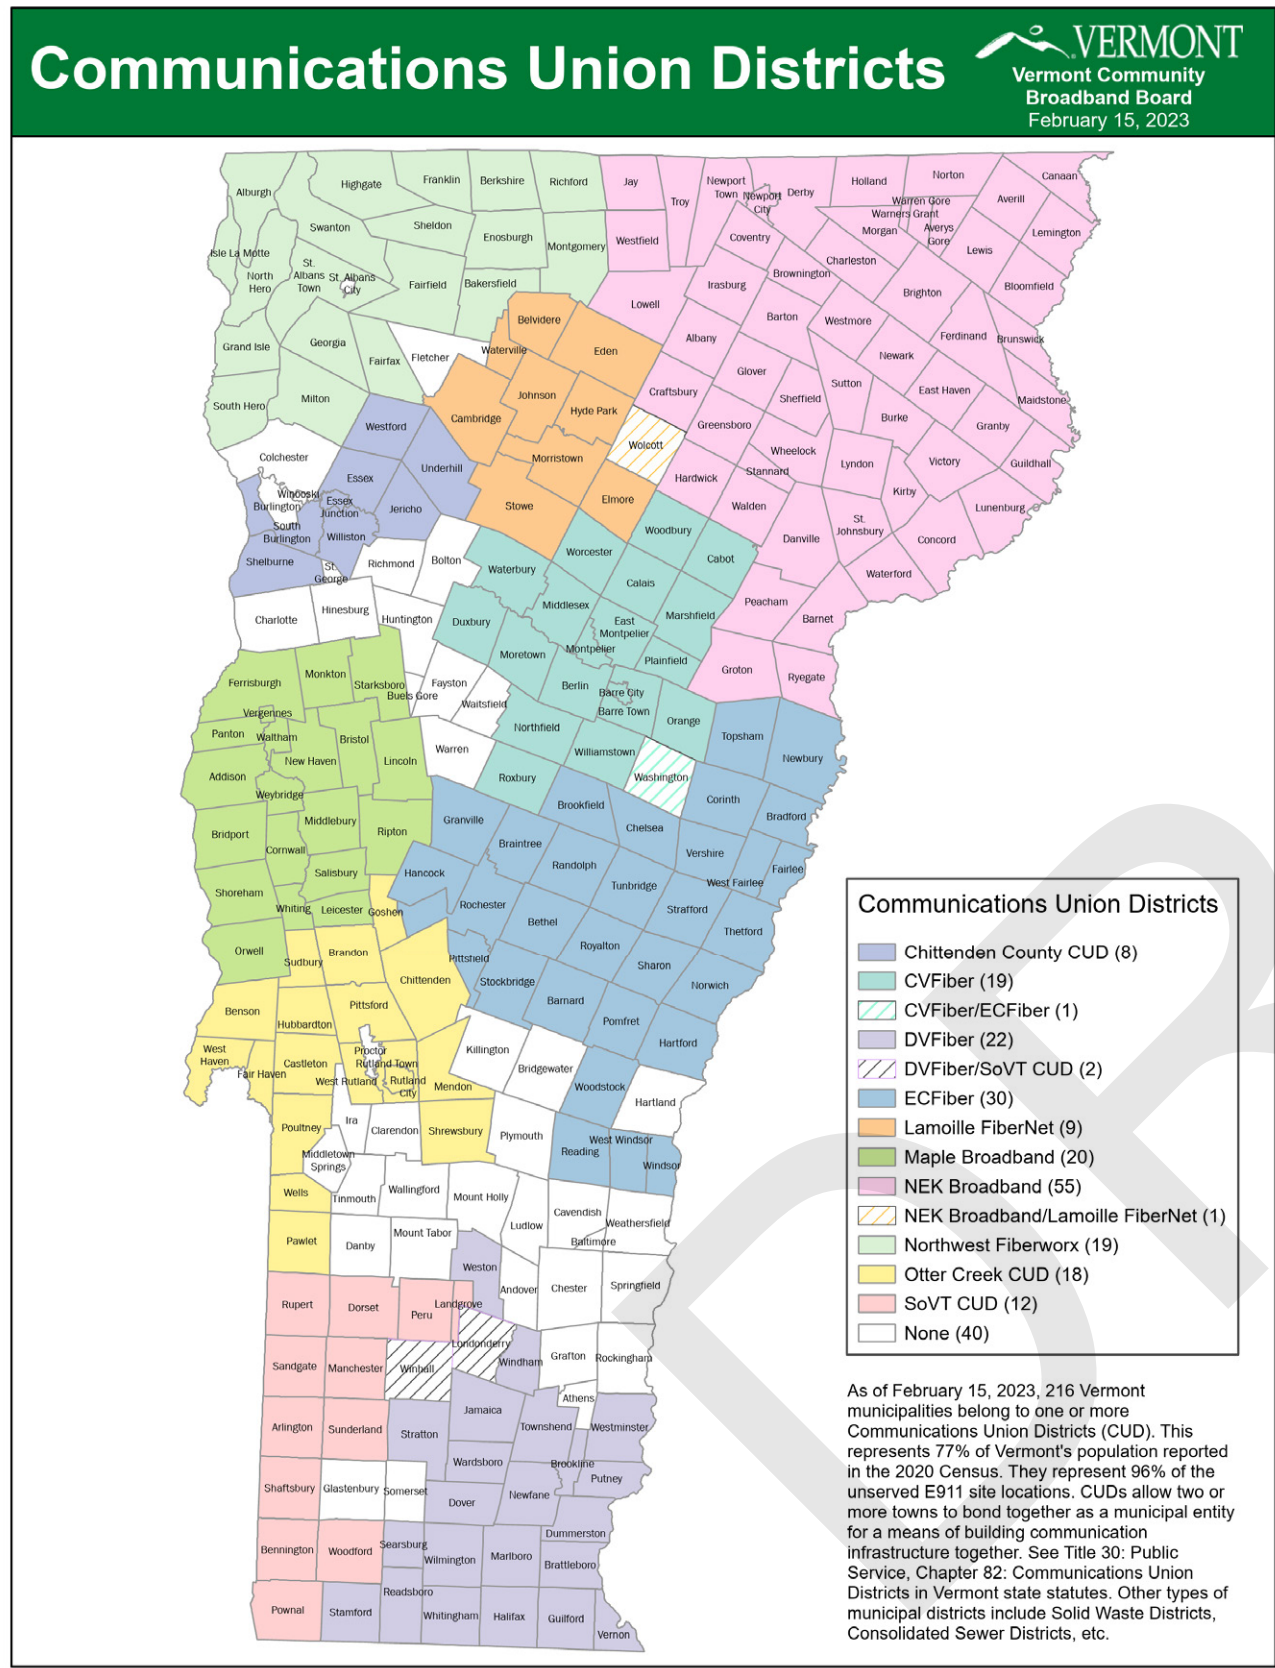 Communications Union Districts
VERMONT
Vermont Community
Broadband Board
February 15, 2023
Alburgh
Highgate
Franklin
Berkshire
Richford
Jay
Troy
Newport
Town
Newport
City
Derby
Holland
Norton
Canaan
Averill
Warren Gore
Warners Grant
Morgan
Averys
Gore
Lewis
Lemington
Swanton
Sheldon
Enosburgh
Montgomery
Westfield
Coventry
Charleston
Brownington
Isle La Motte
North
Hero
St.
Albans
Town
St. Albans
City
Fairfield
Bakersfield
Lowell
Irasburg
Brighton
Bloomfield
Belvidere
Barton
Westmore
Ferdinand
Brunswick
Grand Isle
Georgia
Fairfax
Fletcher
Waterville
Eden
Albany
Newark
Glover
Sutton
East Haven
Maidstone
South Hero
Milton
Cambridge
Johnson
Hyde Park
Craftsbury
Sheffield
Burke
Granby
Westford
Greensboro
Wolcott
Wheelock
Stannard
Lyndon
Victory
Guildhall
Colchester
Underhill
Morristown
Hardwick
Kirby
Essex
Winooski
Burlington
Essex
Junction
Jericho
Stowe
Elmore
Walden
Lunenburg
South
Burlington
Williston
Woodbury
Danville
St.
Johnsbury
Concord
Shelburne
St.
George
Richmond
Bolton
Waterbury
Worcester
Cabot
Waterford
Calais
Charlotte
Hinesburg
Huntington
Duxbury
Middlesex
Marshfield
Peacham
Barnet
East
Montpelier
Montpelier
Moretown
Plainfield
Groton
Ryegate
Ferrisburgh
Monkton
Starksboro
Buels Gore
Fayston
Waitsfield
Berlin
Barre City
Barre Town
Orange
Vergennes
Panton
Waltham
Bristol
Northfield
Topsham
Newbury
New Haven
Lincoln
Warren
Williamstown
Addison
Weybridge
Roxbury
Washington
Corinth
Bradford
Bridport
Middlebury
Ripton
Granville
Brookfield
Chelsea
Cornwall
Braintree
Vershire
Salisbury
Hancock
Randolph
Tunbridge
West Fairlee
Fairlee
Shoreham
Whiting
Leicester
Goshen
Rochester
Bethel
Strafford
Thetford
Orwell
Sudbury
Brandon
Chittenden
Pittsfield
Royalton
Sharon
Stockbridge
Norwich
Benson
Hubbardton
Pittsford
Barnard
Pomfret
West
Haven
Fair Haven
Castleton
Proctor
Rutland Town
West Rutland
Rutland
City
Mendon
Killington
Bridgewater
Hartford
Woodstock
Hartland
Poultney
Ira
Clarendon
Shrewsbury
Plymouth
Reading
West Windsor
Windsor
Middletown
Springs
Wells
Tinmouth
Wallingford
Mount Holly
Ludlow
Cavendish
Weathersfield
Baltimore
Pawlet
Danby
Mount Tabor
Weston
Andover
Chester
Springfield
Rupert
Dorset
Peru
Landgrove
Londonderry
Windham
Grafton
Rockingham
Sandgate
Manchester
Winhall
Athens
Arlington
Sunderland
Stratton
Jamaica
Townshend
Westminster
Wardsboro
Brookline
Putney
Shaftsbury
Glastenbury
Somerset
Dover
Newfane
Dummerston
Bennington
Woodford
Searsburg
Wilmington
Marlboro
Brattleboro
Pownal
Stamford
Readsboro
Whitingham
Halifax
Guilford
Vernon
Communications Union Districts
Chittenden County CUD (8)
CVFiber (19)
CVFiber/ECFiber (1)
DVFiber (22)
DVFiber/SoVT CUD (2)
ECFiber (30)
Lamoille FiberNet (9)
Maple Broadband (20)
NEK Broadband (55)
NEK Broadband/Lamoille FiberNet (1)
Northwest Fiberworx (19)
Otter Creek CUD (18)
SoVT CUD (12)
None (40)
As of February 15, 2023, 216 Vermont
municipalities belong to one or more
Communications Union Districts (CUD). This
represents 77% of Vermont's population reported
in the 2020 Census. They represent 96% of the
unserved E911 site locations. CUDs allow two or
more towns to bond together as a municipal entity
for a means of building communication
infrastructure together. See Title 30: Public
Service, Chapter 82: Communications Union
Districts in Vermont state statutes. Other types of
municipal districts include Solid Waste Districts,
Consolidated Sewer Districts, etc.